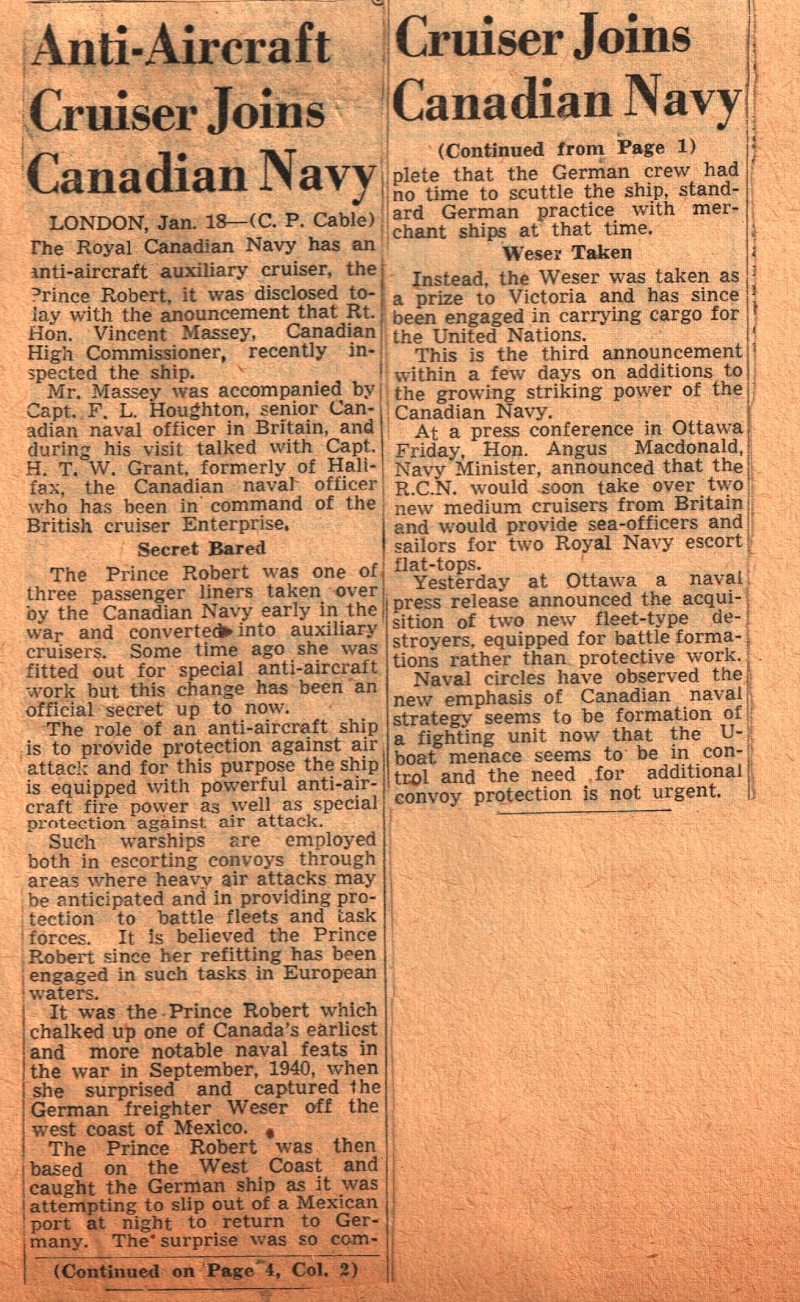 Anti-Aircraft
Cruiser Joins
Canadian Navy
LONDON, Jan. 18—(C. P. Cable)
The Royal Canadian Navy has an
anti-aircraft auxiliary cruiser, the
Prince Robert, it was disclosed to-
day with the anouncement that Rt.
Hon. Vincent Massey, Canadian
High Commissioner, recently in-
spected the ship.
Mr. Massey was accompanied by
Capt. F. L. Houghton, senior Can-
adian naval officer in Britain, and
during his visit talked with Capt.
H. T. W. Grant, formerly of Hali-
fax, the Canadian naval officer
who has been in command of the
British cruiser Enterprise.
Secret Bared
The Prince Robert was one of
three passenger liners taken over
by the Canadian Navy early in the
war and converted into auxiliary
cruisers. Some time ago she was
fitted out for special anti-aircraft
work but this change has been an
official secret up to now.
The role of an anti-aircraft ship
is to provide protection against air
attack and for this purpose the ship
is equipped with powerful anti-air-
craft fire power as well as special
protection against air attack.
Such warships are employed
both in escorting convoys through
areas where heavy air attacks may
be anticipated and in providing pro-
tection to battle fleets and task
forces. It is believed the Prince
Robert since her refitting has been
engaged in such tasks in European
waters.
It was the Prince Robert which
chalked up one of Canada's earliest
and more notable naval feats in
the war in September, 1940, when
she surprised and captured the
German freighter Weser off the
west coast of Mexico.
The Prince Robert was then
based on the West Coast and
caught the German ship as it was
attempting to slip out of a Mexican
port at night to return to Ger-
many. The surprise was so com-
(Continued on Page 4, Col. 2)
Cruiser Joins
Canadian Navy
(Continued from Page 1)
plete that the German crew had
no time to scuttle the ship, stand-
ard German practice with mer-
chant ships at that time.
Weser Taken
Instead, the Weser was taken as
a prize to Victoria and has since
been engaged in carrying cargo for
the United Nations.
This is the third announcement
within a few days on additions to
the growing striking power of the
Canadian Navy.
At a press conference in Ottawa
Friday, Hon. Angus Macdonald,
Navy Minister, announced that the
R.C.N. would soon take over two
new medium cruisers from Britain
and would provide sea-officers and
sailors for two Royal Navy escort
flat-tops.
Yesterday at Ottawa a naval
press release announced the acqui-
sition of two new fleet-type de-
stroyers, equipped for battle forma-
tions rather than protective work.
Naval circles have observed the
new emphasis of Canadian naval
strategy seems to be formation of
a fighting unit now that the U-
boat menace seems to be in con-
trol and the need for additional
convoy protection is not urgent.